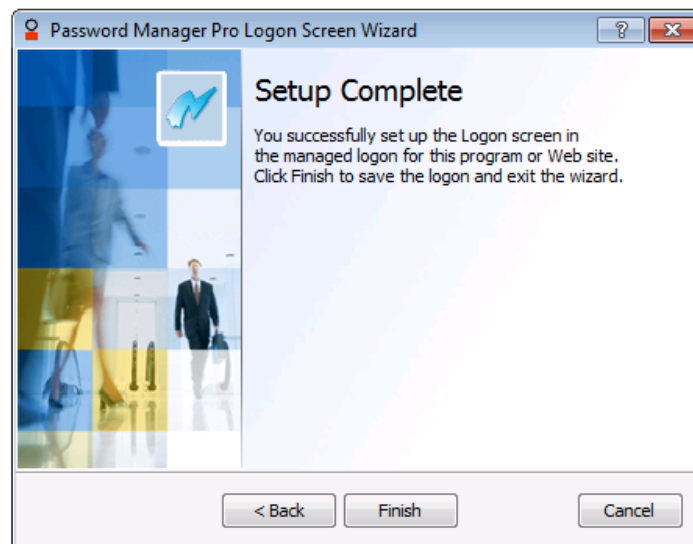 Password Manager Pro Logon Screen Wizard
?
Setup Complete
You successfully set up the Logon screen in
the managed logon for this program or Web site.
Click Finish to save the logon and exit the wizard.
< Back
Finish
Cancel